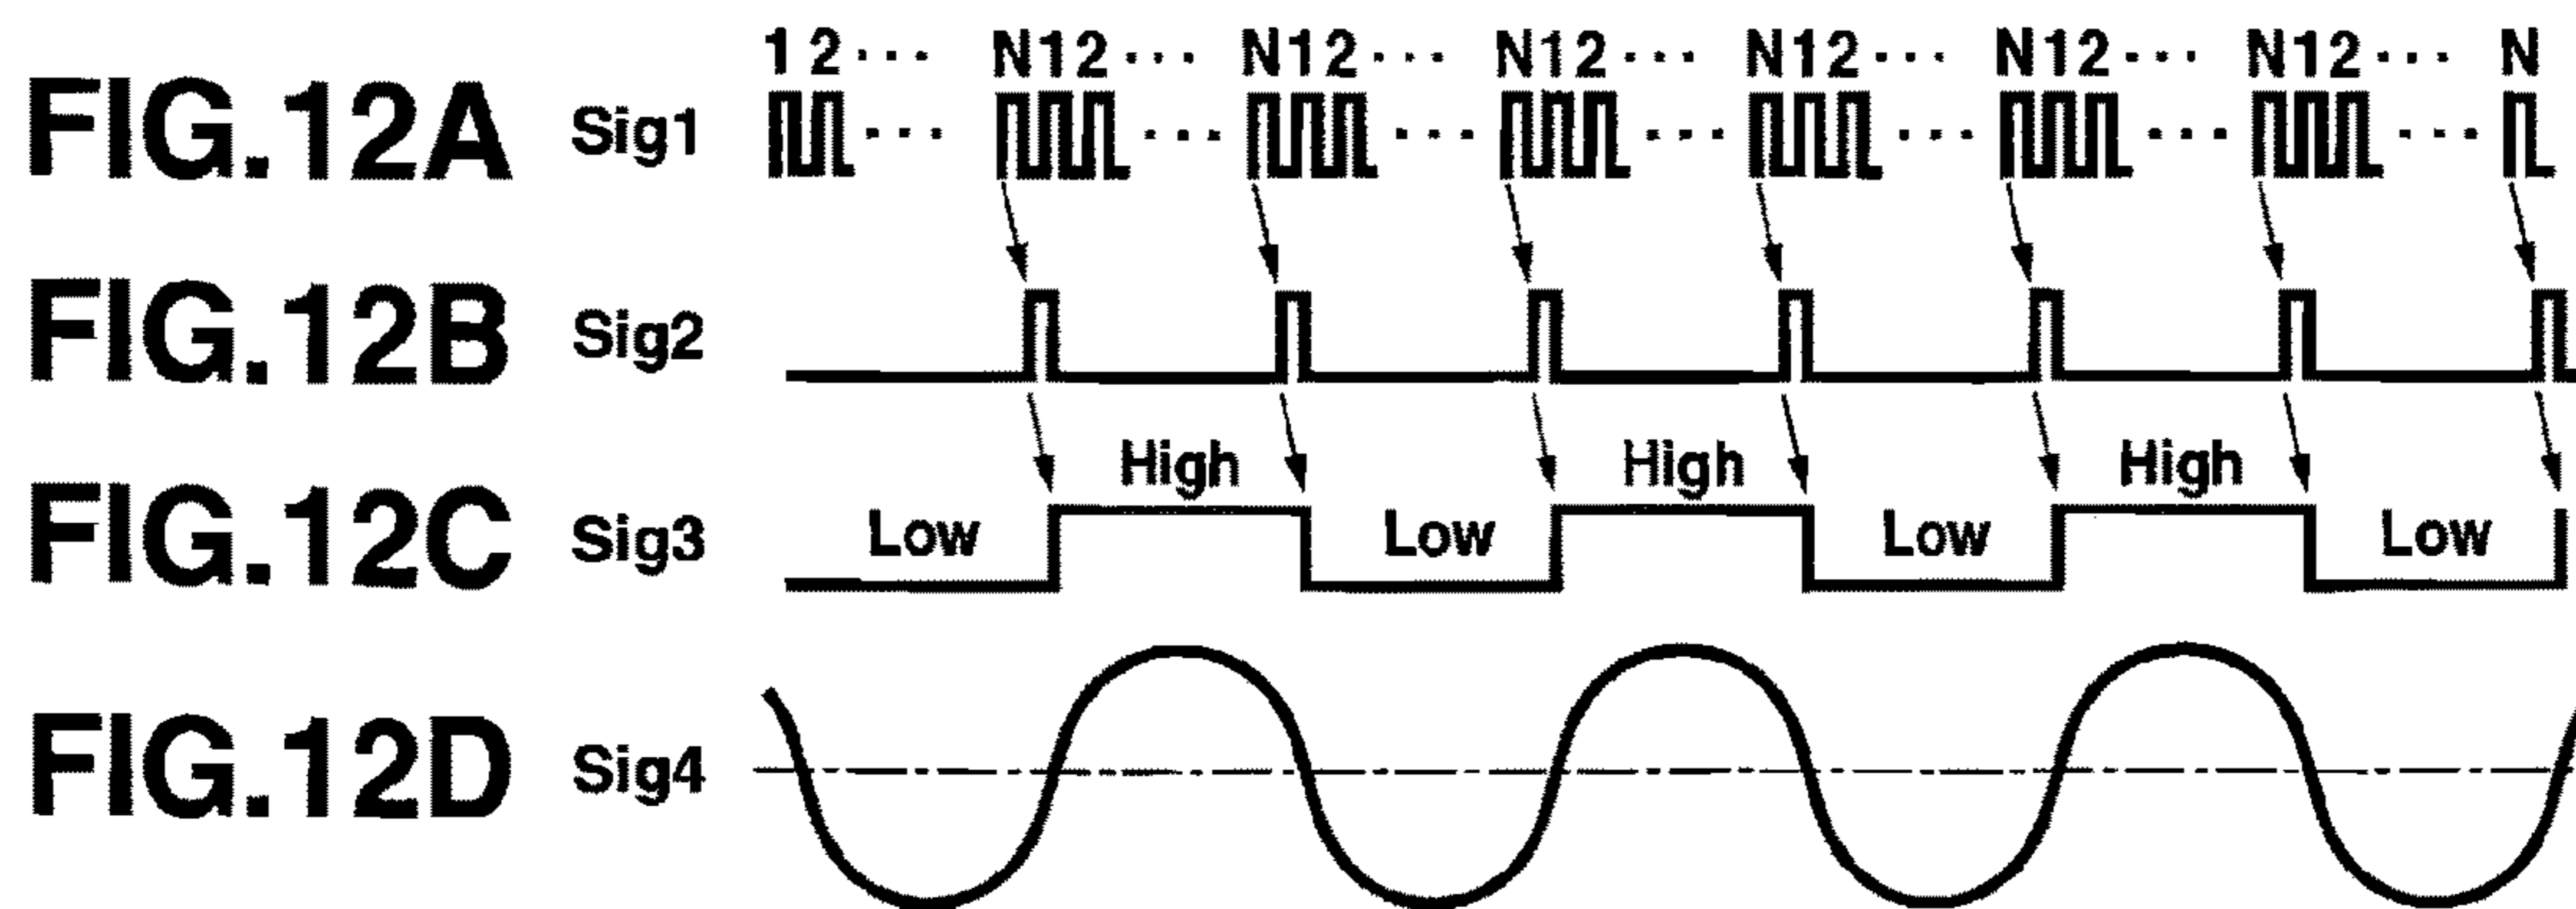 1 2 ··· N 1 2 ··· N 1 2 ··· N 1 2 ··· N 1 2 ··· N 1 2 ··· N 1 2 ··· N
FIG.12A Sig1 ··· ··· ··· ··· ··· ··· ···
FIG.12B Sig2
High High High
FIG.12C Sig3 Low Low Low Low
FIG.12D Sig4